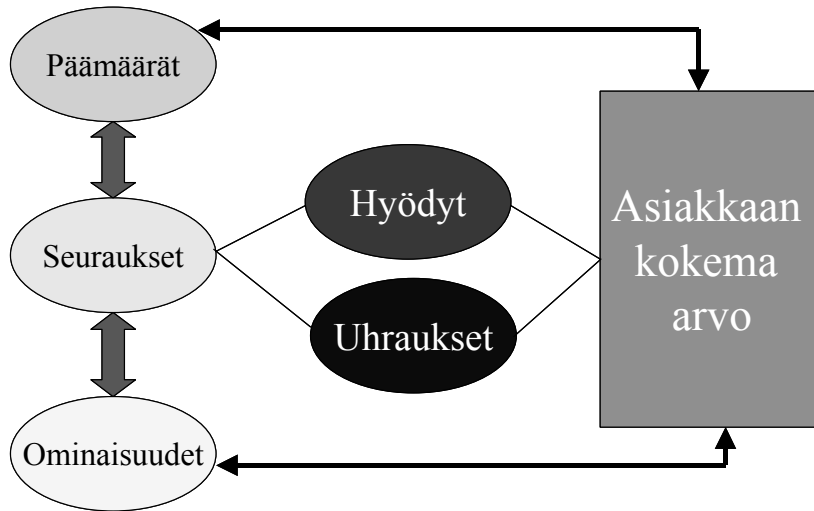 Päämäärät
Hyödyt
Seuraukset
Uhraukset
Ominaisuudet
Asiakkaan
kokema
arvo